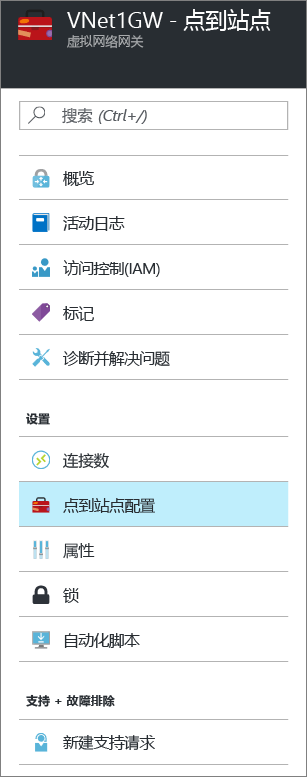 VNet1GW - 点到站点
虚拟网络网关
搜索 (Ctrl+/)
概览
活动日志
访问控制(IAM)
标记
诊断并解决问题
设置
连接数
点到站点配置
属性
锁
自动化脚本
支持 + 故障排除
新建支持请求